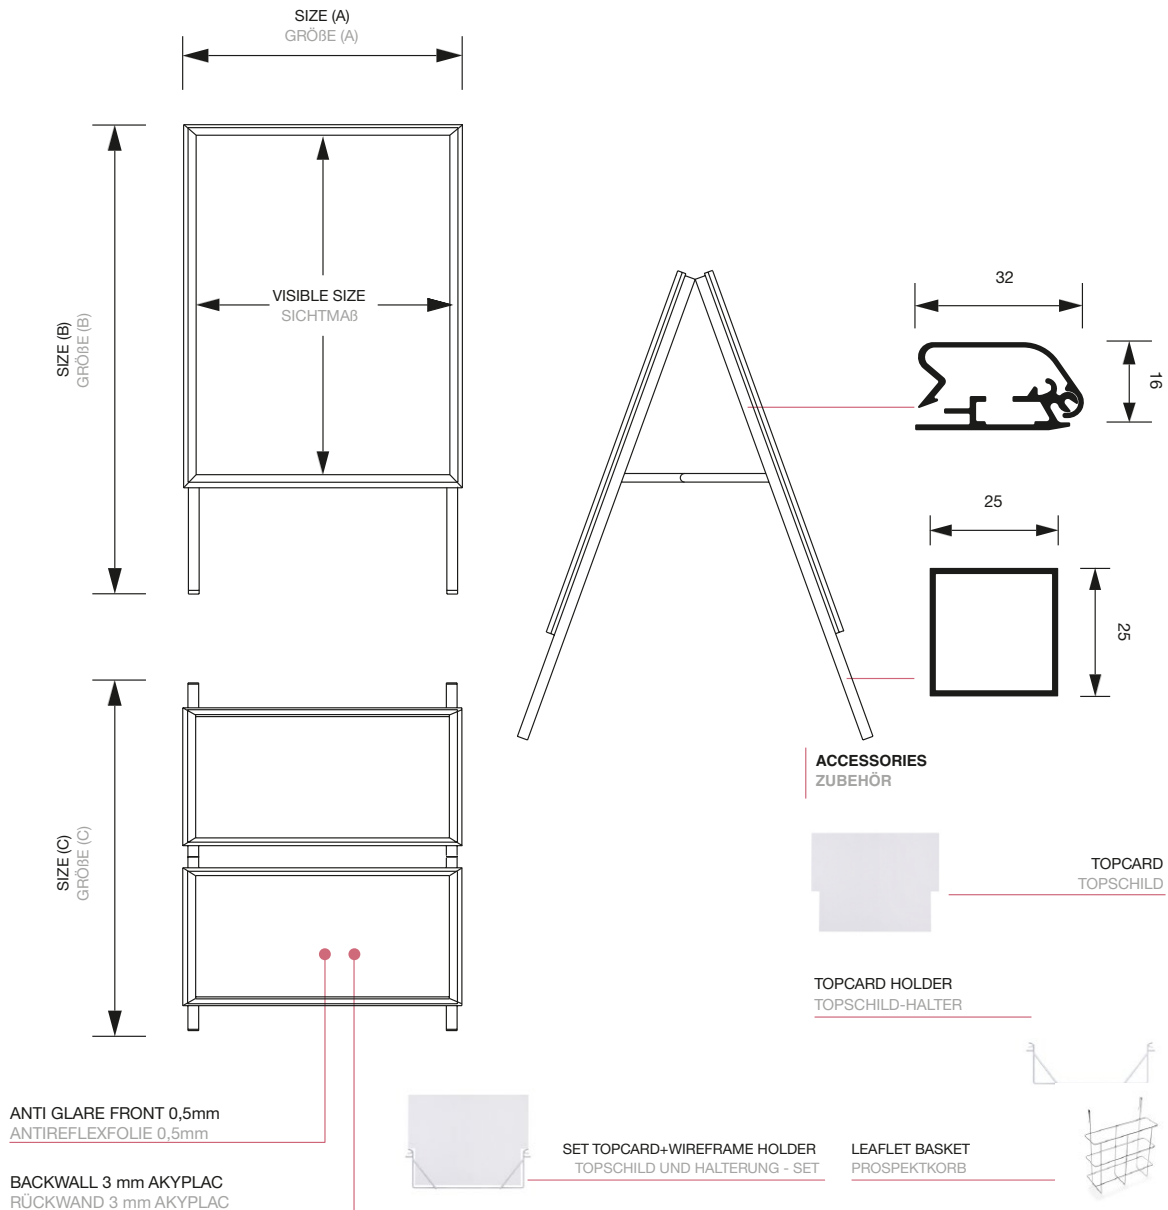 SIZE (A)
GRÖßE (A)
SIZE (B)
GRÖßE (B)
VISIBLE SIZE
SICHTMAß
32
16
25
25
SIZE (C)
GRÖßE (C)
ACCESSORIES
ZUBEHÖR
TOPCARD
TOPSCHILD
TOPCARD HOLDER
TOPSCHILD-HALTER
ANTI GLARE FRONT 0,5mm
ANTIREFLEXFOLIE 0,5mm
SET TOPCARD+WIREFRAME HOLDER
TOPSCHILD UND HALTERUNG - SET
LEAFLET BASKET
PROSPEKTKORB
BACKWALL 3 mm AKYPLAC
RÜCKWAND 3 mm AKYPLAC